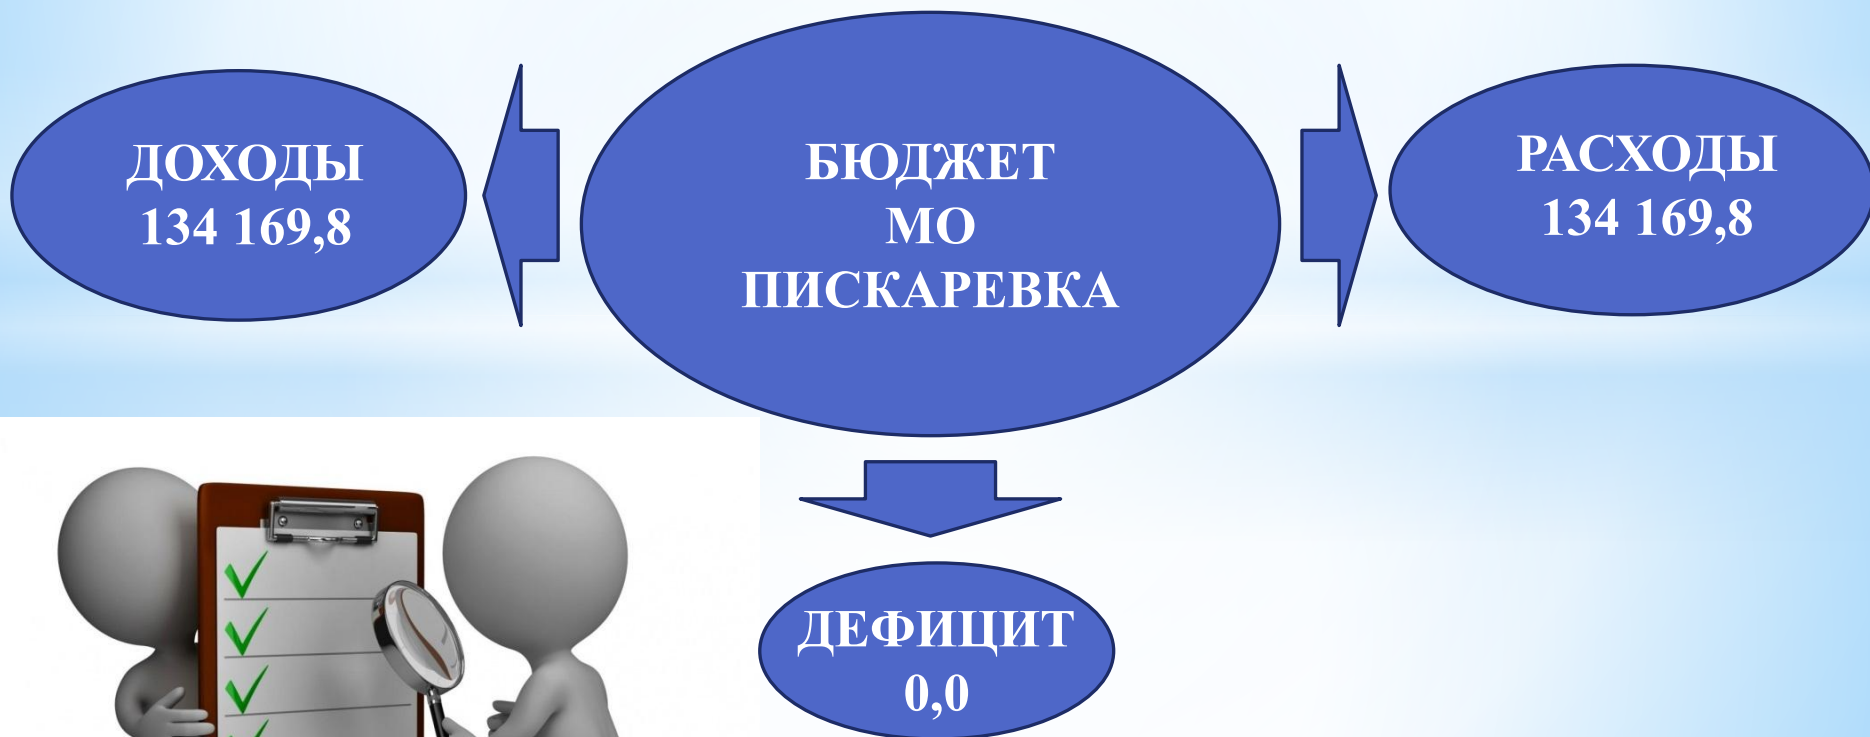 ДОХОДЫ
134 169,8
БЮДЖЕТ
МО
ПИСКАРЕВКА
РАСХОДЫ
134 169,8
ДЕФИЦИТ
0,0